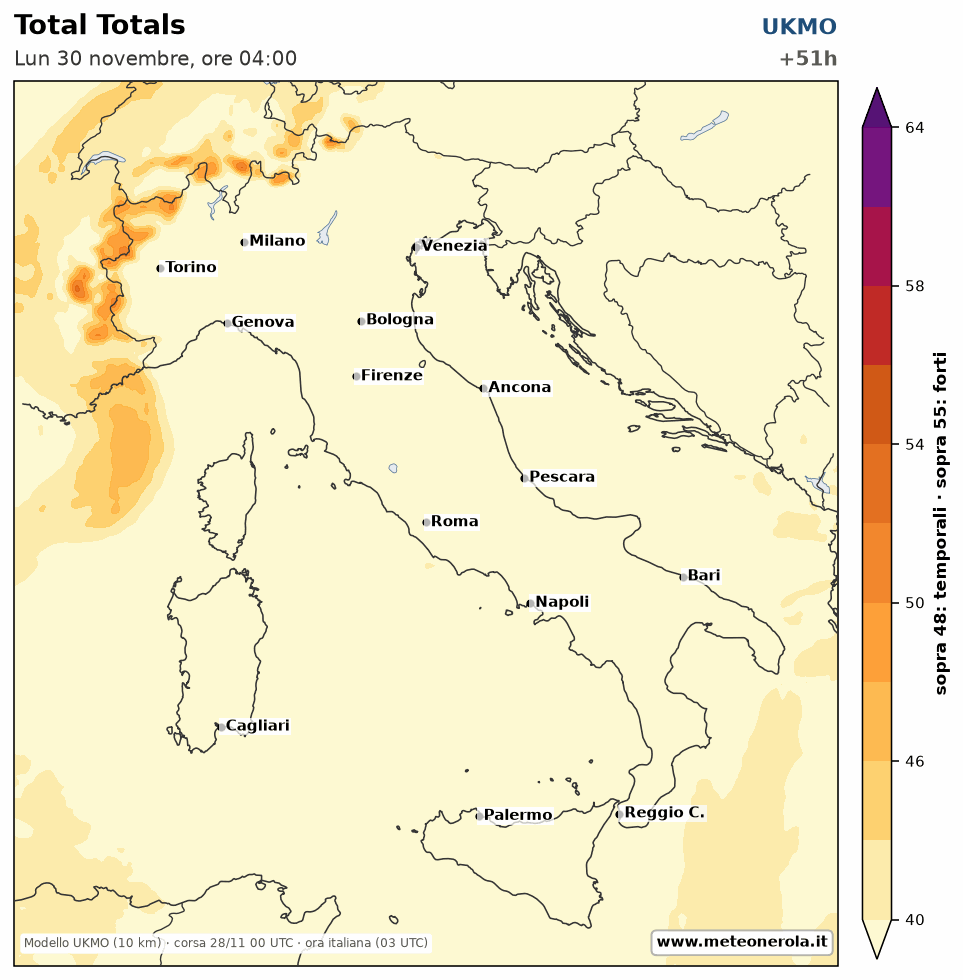 Total Totals
UKMO
Lun 30 novembre, ore 04:00
+51h
64
Milano
Venezia
Torino
58
Genova
Bologna
Firenze
Ancona
54
Pescara
Roma
Bari
50
Napoli
sopra 48: temporali · sopra 55: forti
Cagliari
46
Palermo
Reggio C.
40
Modello UKMO (10 km) · corsa 28/11 00 UTC · ora italiana (03 UTC)
www.meteonerola.it